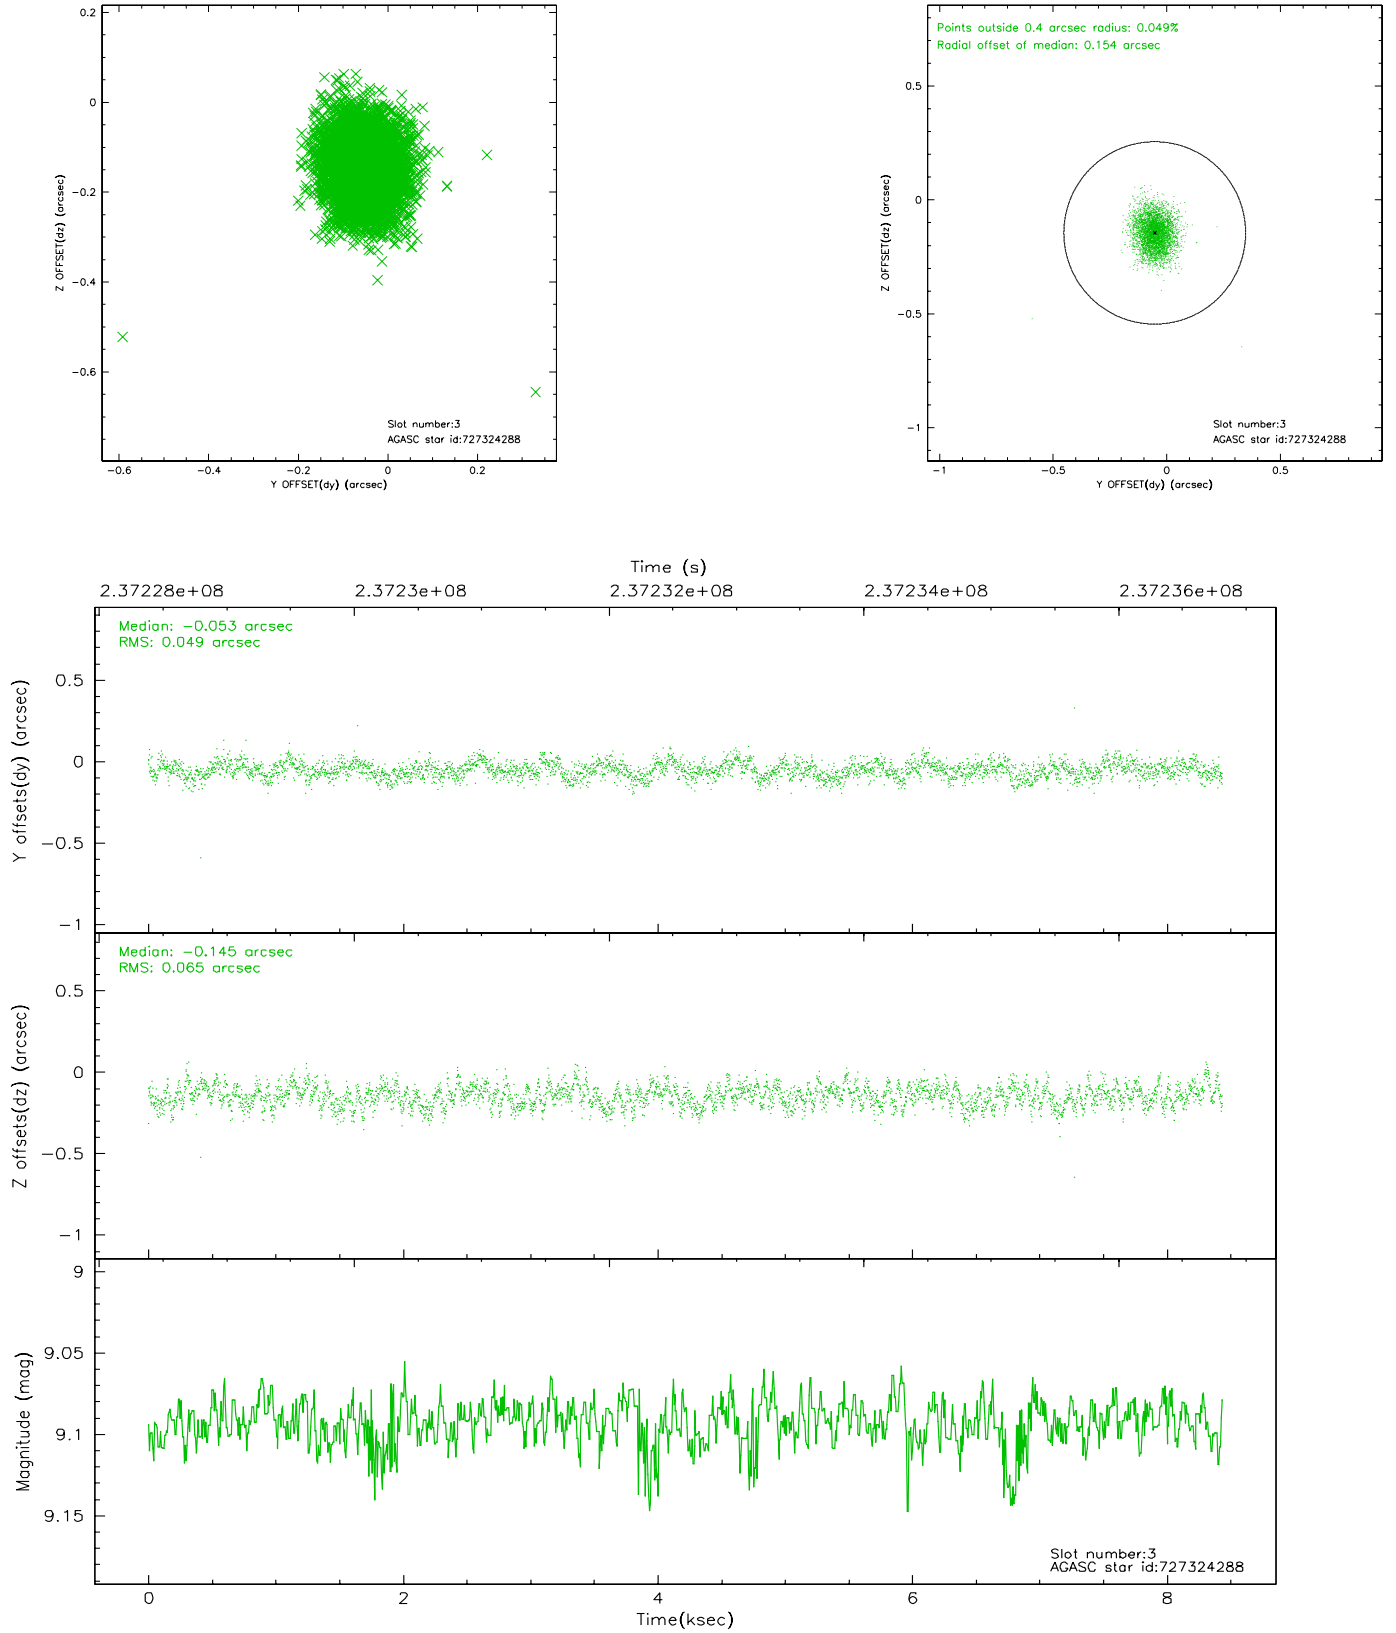 0.2
0
-0.2
-0.4
-0.6
Z OFFSET(dz) (arcsec)
Slot number:3
AGASC star id:727324288
-0.6 -0.4 -0.2 0 0.2
Y OFFSET(dy) (arcsec)
Points outside 0.4 arcsec radius: 0.049%
Radial offset of median: 0.154 arcsec
0.5
0
-0.5
-1
Z OFFSET(dz) (arcsec)
Slot number:3
AGASC star id:727324288
-1 -0.5 0 0.5
Y OFFSET(dy) (arcsec)
Time (s)
2.37228e+08 2.3723e+08 2.37232e+08 2.37234e+08 2.37236e+08
Median: -0.053 arcsec
RMS: 0.049 arcsec
0.5
0
-0.5
-1
Y offsets(dy) (arcsec)
Median: -0.145 arcsec
RMS: 0.065 arcsec
0.5
0
-0.5
-1
Z offsets(dz) (arcsec)
9
9.05
9.1
9.15
Magnitude (mag)
Slot number:3
AGASC star id:727324288
0 2 4 6 8
Time(ksec)